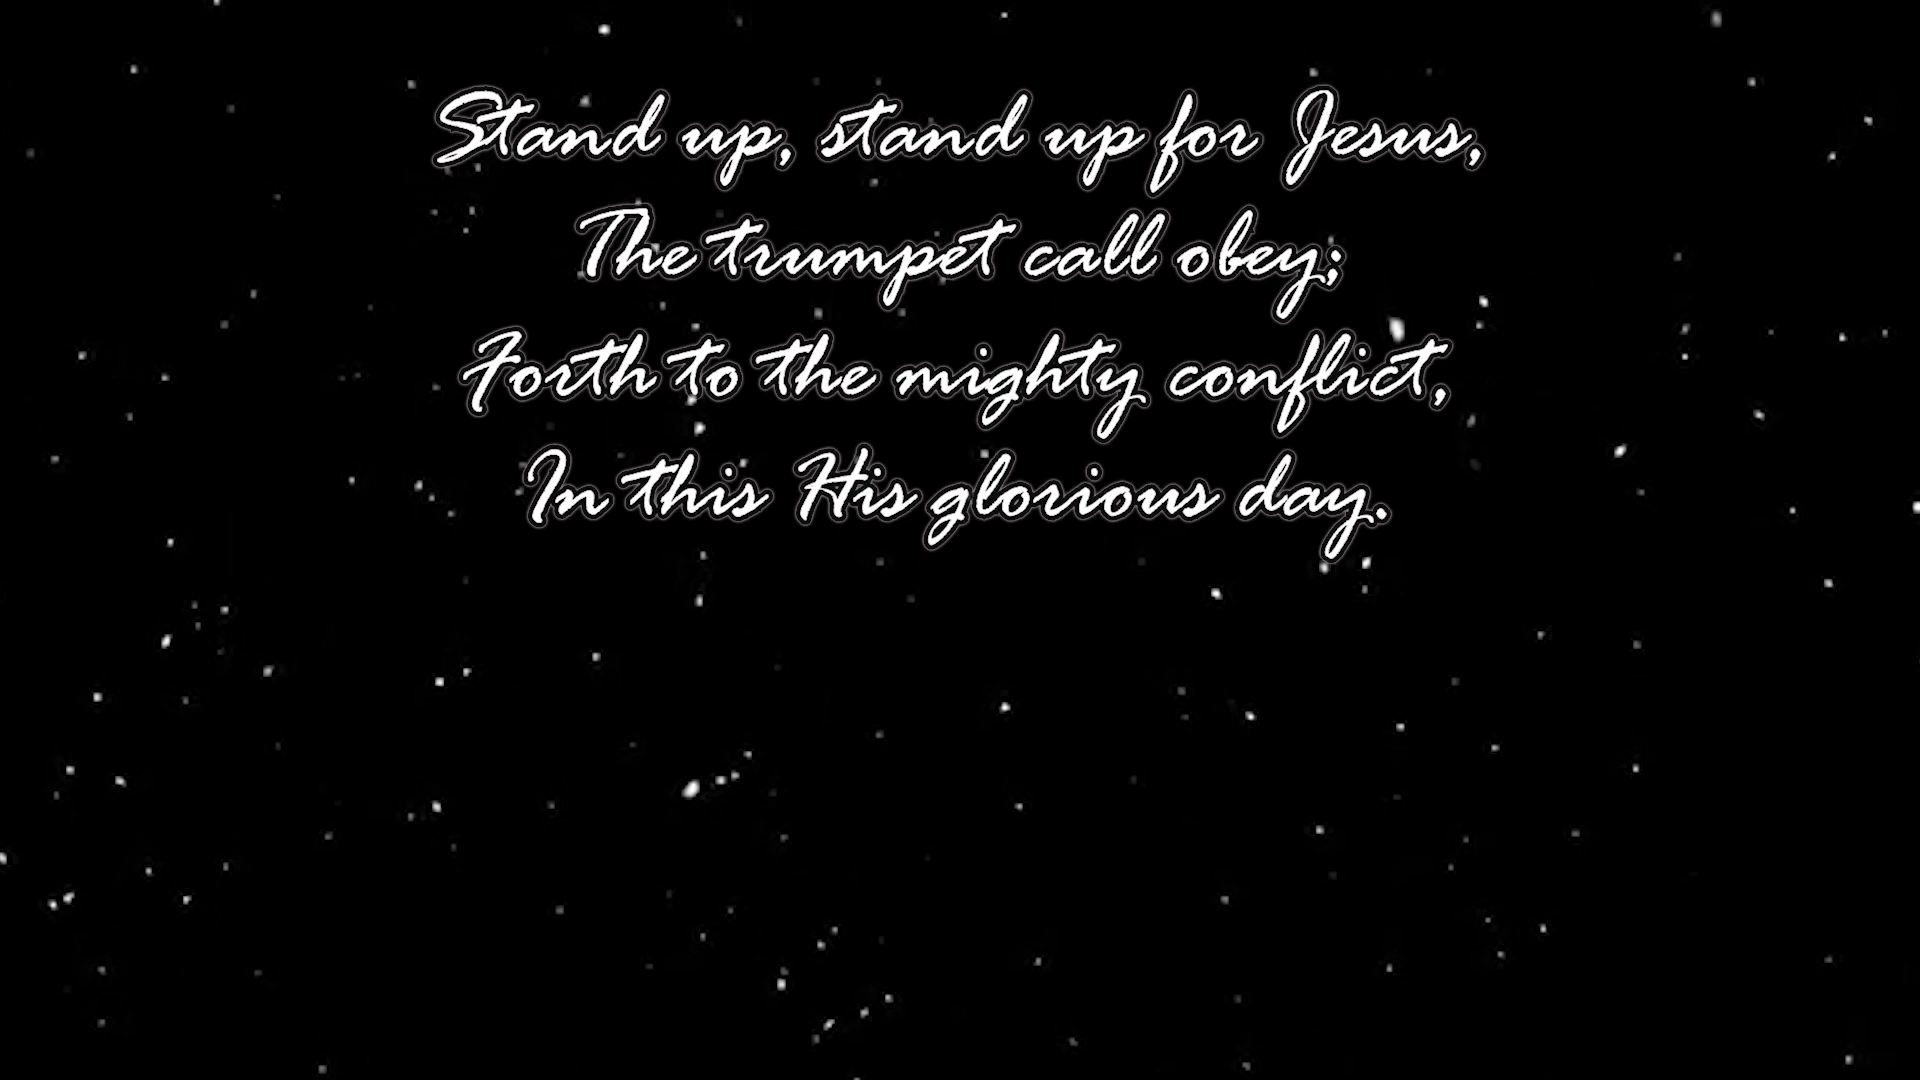 Stand up, stand up for Jesus,
The trumpet call obey;
Forth to the mighty conflict,
In this His glorious day.